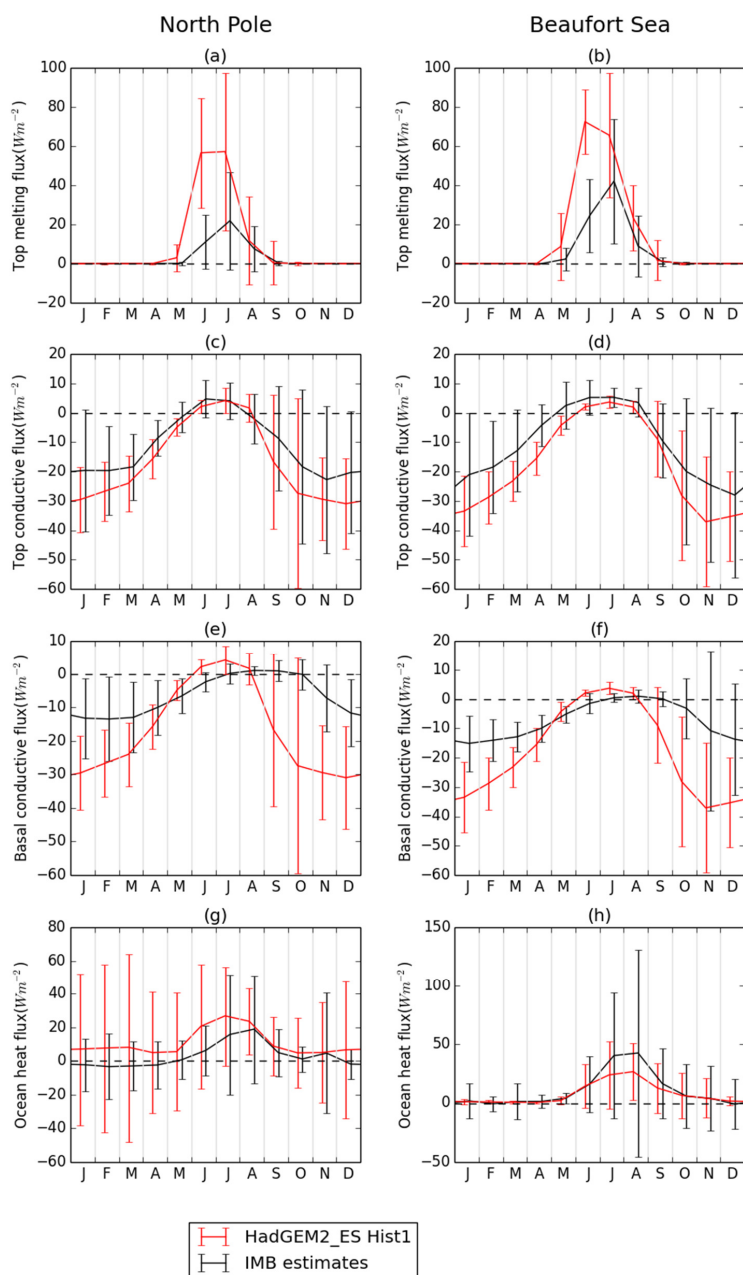 North Pole
Beaufort Sea
(a)
(b)
Top melting flux(Wm⁻²)
100
80
60
40
20
0
−20
J F M A M J J A S O N D
Top melting flux(Wm⁻²)
100
80
60
40
20
0
−20
J F M A M J J A S O N D
(c)
(d)
Top conductive flux(Wm⁻²)
20
10
0
−10
−20
−30
−40
−50
−60
J F M A M J J A S O N D
Top conductive flux(Wm⁻²)
20
10
0
−10
−20
−30
−40
−50
−60
J F M A M J J A S O N D
(e)
(f)
Basal conductive flux(Wm⁻²)
10
0
−10
−20
−30
−40
−50
−60
J F M A M J J A S O N D
Basal conductive flux(Wm⁻²)
20
10
0
−10
−20
−30
−40
−50
−60
J F M A M J J A S O N D
(g)
(h)
Ocean heat flux(Wm⁻²)
80
60
40
20
0
−20
−40
−60
J F M A M J J A S O N D
Ocean heat flux(Wm⁻²)
150
100
50
0
−50
J F M A M J J A S O N D
HadGEM2_ES Hist1
IMB estimates